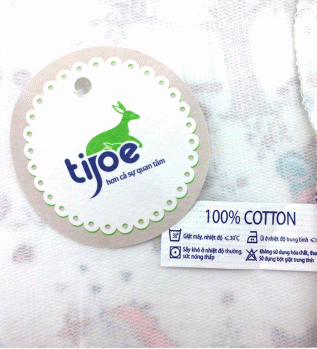 tijoe
hơn cả sự quan tâm
100% COTTON
30° Giặt máy, nhiệt độ ≤30°C
Ủi ở nhiệt độ trung bình
Sấy khô ở nhiệt độ thường, sức nóng thấp
Không sử dụng hóa chất,
Sử dụng bột giặt trung tính